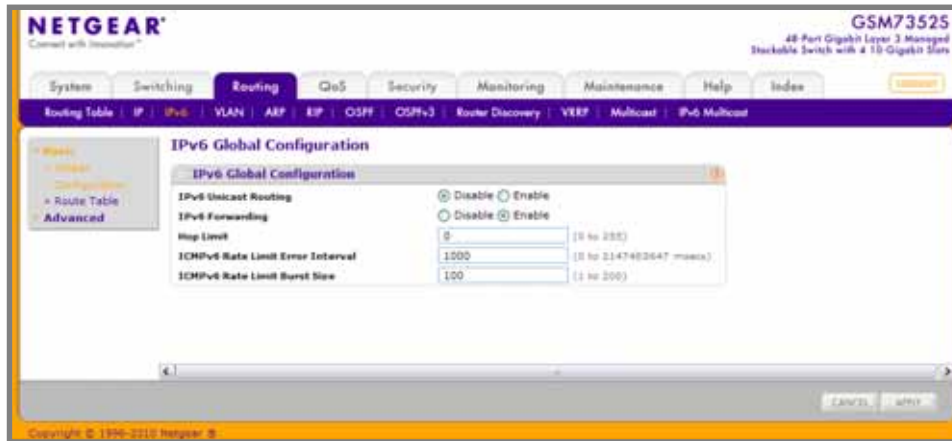 NETGEAR®
Connect with Innovation™
GSM7352S
48-Port Gigabit Layer 3 Managed
Stackable Switch with 4 10-Gigabit Slots
System Switching Routing QoS Security Monitoring Maintenance Help Index LOGOUT
Routing Table | IP | IPv6 | VLAN | ARP | RIP | OSPF | OSPFv3 | Router Discovery | VRRP | Multicast | IPv6 Multicast
Basic
Global
Configuration
Route Table
Advanced
IPv6 Global Configuration
IPv6 Global Configuration
IPv6 Unicast Routing Disable Enable
IPv6 Forwarding Disable Enable
Hop Limit 0 (0 to 255)
ICMPv6 Rate Limit Error Interval 1000 (0 to 2147483647 msecs)
ICMPv6 Rate Limit Burst Size 100 (1 to 200)
CANCEL APPLY
Copyright © 1996-2010 Netgear ®